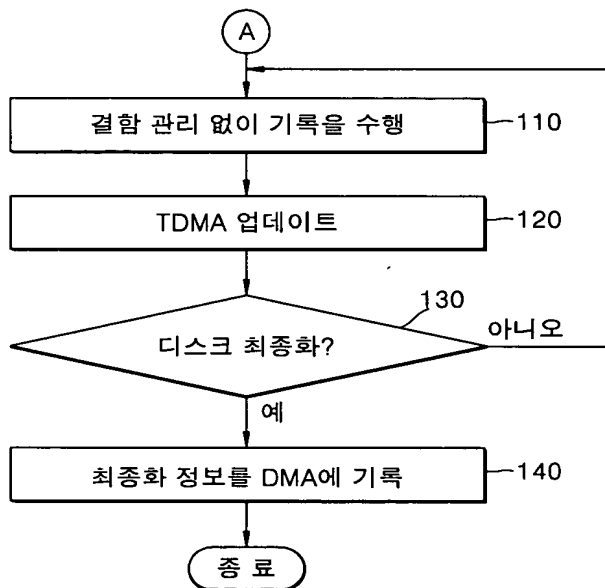 A
결함 관리 없이 기록을 수행
110
TDMA 업데이트
120
130
디스크 최종화?
아니오
예
최종화 정보를 DMA에 기록
140
종 료